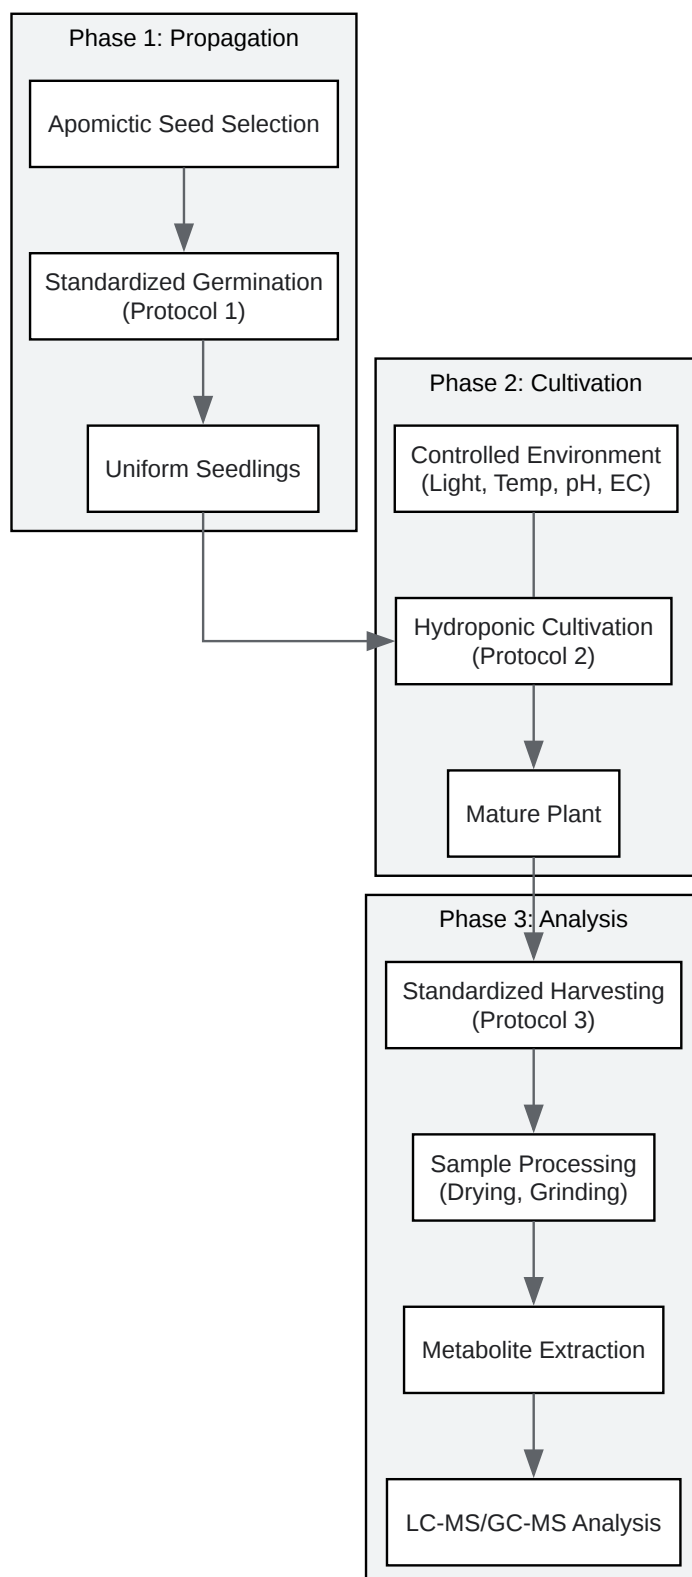 Phase 1: Propagation
Apomictic Seed Selection
Standardized Germination
(Protocol 1)
Uniform Seedlings
Phase 2: Cultivation
Controlled Environment
(Light, Temp, pH, EC)
Hydroponic Cultivation
(Protocol 2)
Mature Plant
Phase 3: Analysis
Standardized Harvesting
(Protocol 3)
Sample Processing
(Drying, Grinding)
Metabolite Extraction
LC-MS/GC-MS Analysis